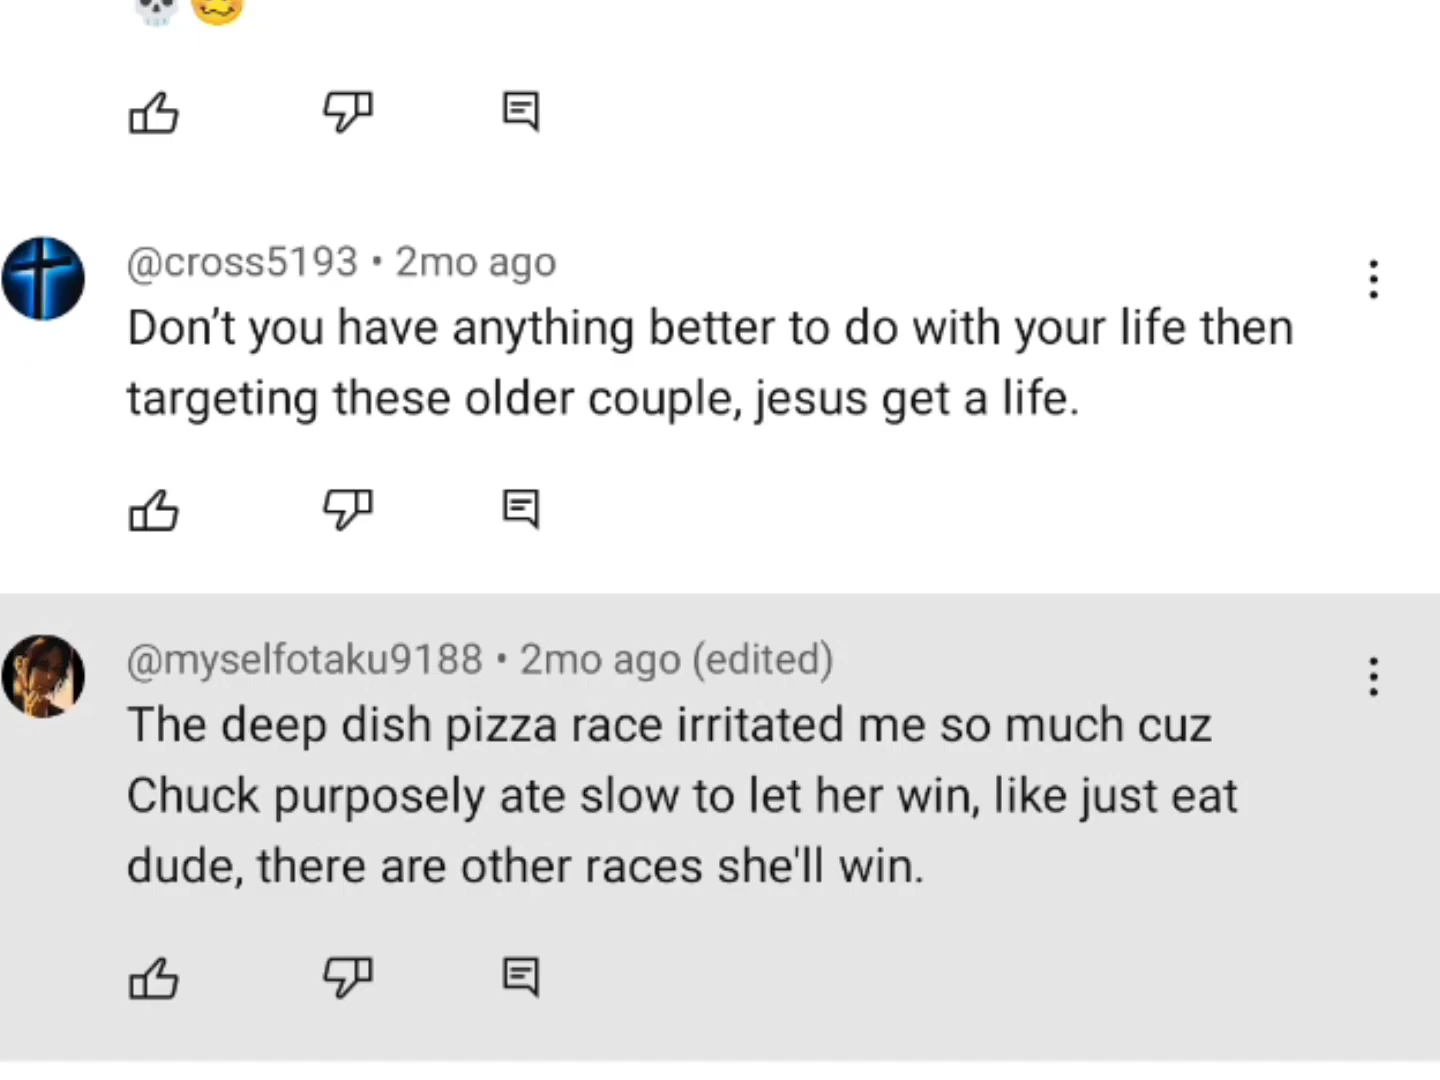 @cross5193 • 2mo ago
Don’t you have anything better to do with your life then
targeting these older couple, jesus get a life.
@myselfotaku9188 • 2mo ago (edited)
The deep dish pizza race irritated me so much cuz
Chuck purposely ate slow to let her win, like just eat
dude, there are other races she'll win.